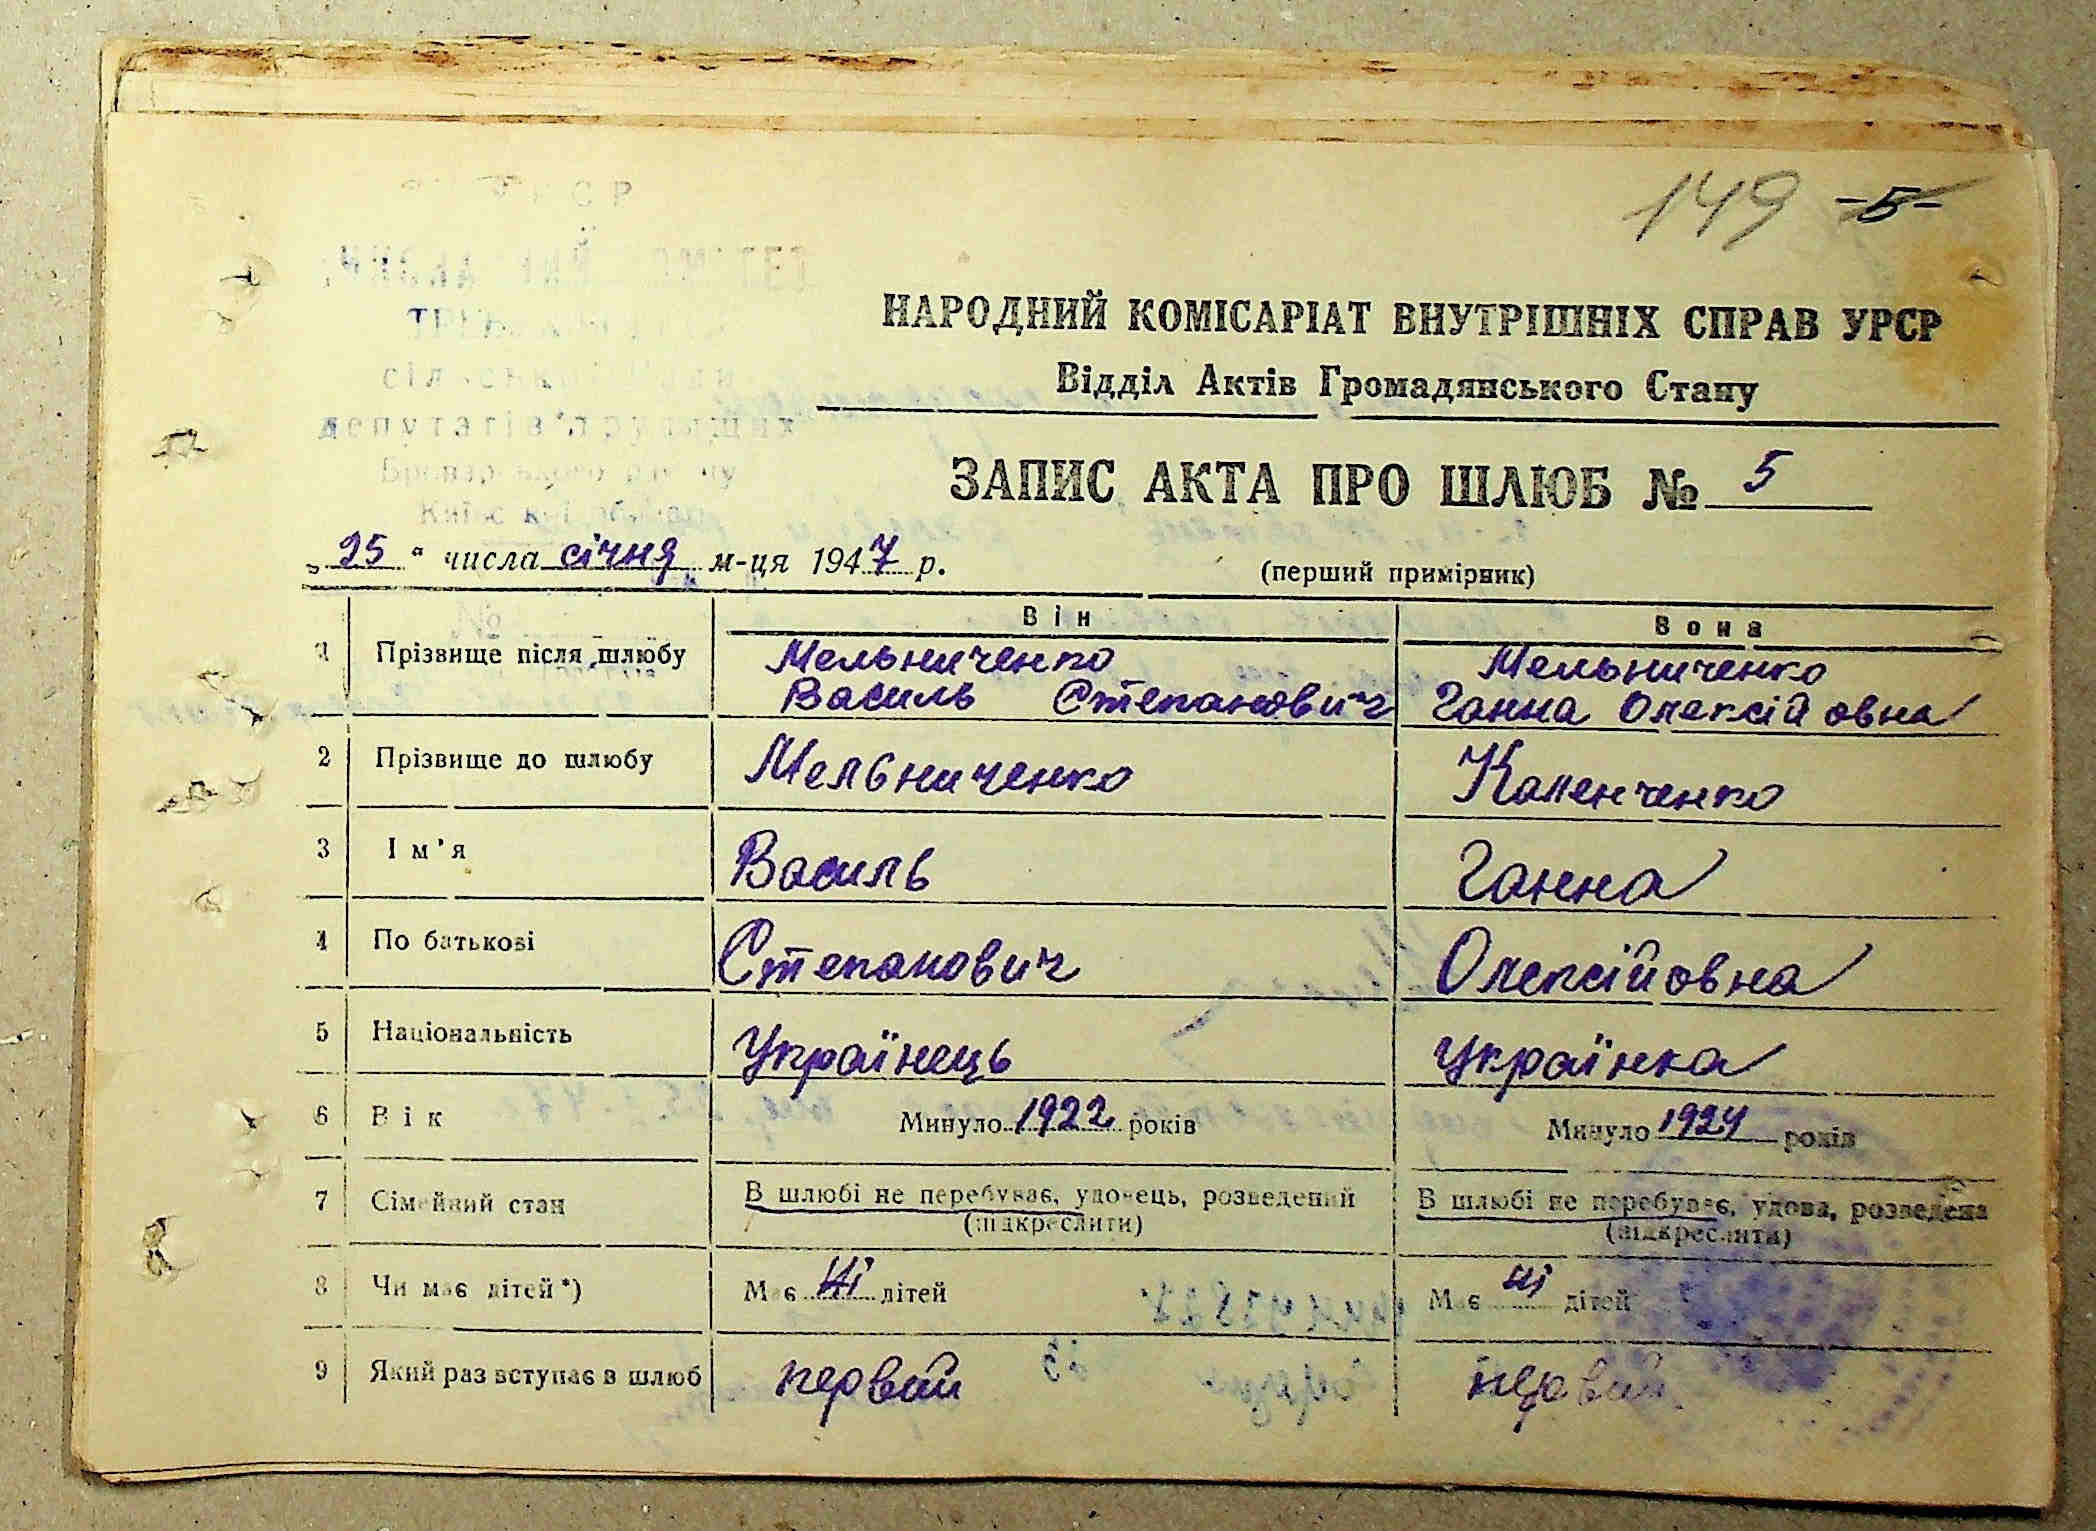 149 -5-
НАРОДНИЙ КОМІСАРІАТ ВНУТРІШНІХ СПРАВ УРСР
Відділ Актів Громадянського Стану
ЗАПИС АКТА ПРО ШЛЮБ № 5
„25“ числа січня м-ця 1947 р.
(перший примірник)
Він Вона
1 Прізвище після шлюбу Мельниченко Мельниченко
Василь Степанович Ганна Олексійовна
2 Прізвище до шлюбу Мельниченко
3 Ім'я Василь Ганна
4 По батькові Степанович Олексійовна
5 Національність Українець Українка
6 Вік Минуло 1922 років Минуло 1924 років
7 Сімейний стан В шлюбі не перебуває, удовець, розведений В шлюбі не перебуває, удова, розведена
(підкреслити) (підкреслити)
8 Чи має дітей*) Має ні дітей Має ні дітей
9 Який раз вступає в шлюб первий первий